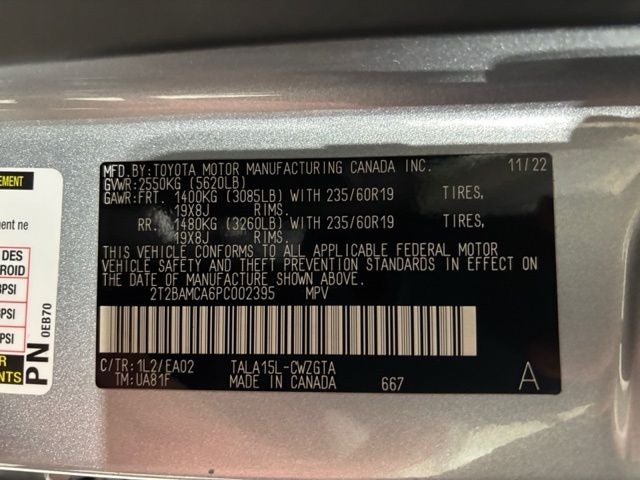 MFD.BY:TOYOTA MOTOR MANUFACTURING CANADA INC. 11/22
GVWR:2550KG (5620LB)
GAWR:FRT. 1400KG (3085LB) WITH 235/60R19 TIRES,
19X8J RIMS.
RR. 1480KG (3260LB) WITH 235/60R19 TIRES,
19X8J RIMS.
THIS VEHICLE CONFORMS TO ALL APPLICABLE FEDERAL MOTOR
VEHICLE SAFETY AND THEFT PREVENTION STANDARDS IN EFFECT ON
THE DATE OF MANUFACTURE SHOWN ABOVE.
2T2BAMCA6PC002395 MPV
C/TR:1L2/EA02 TALA15L-CWZGTA
TM:UA81F MADE IN CANADA 667 A
PN 0EB70